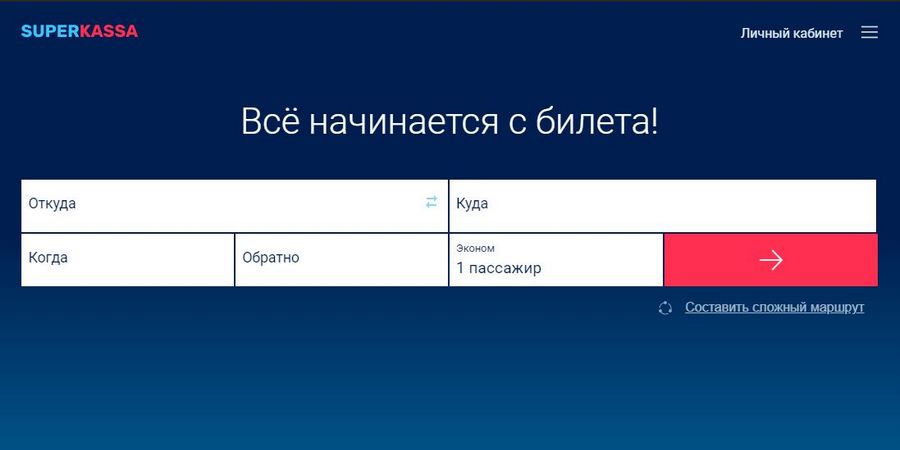 SUPERKASSA
Личный кабинет
Всё начинается с билета!
Откуда
Куда
Когда
Обратно
Эконом
1 пассажир
Составить сложный маршрут